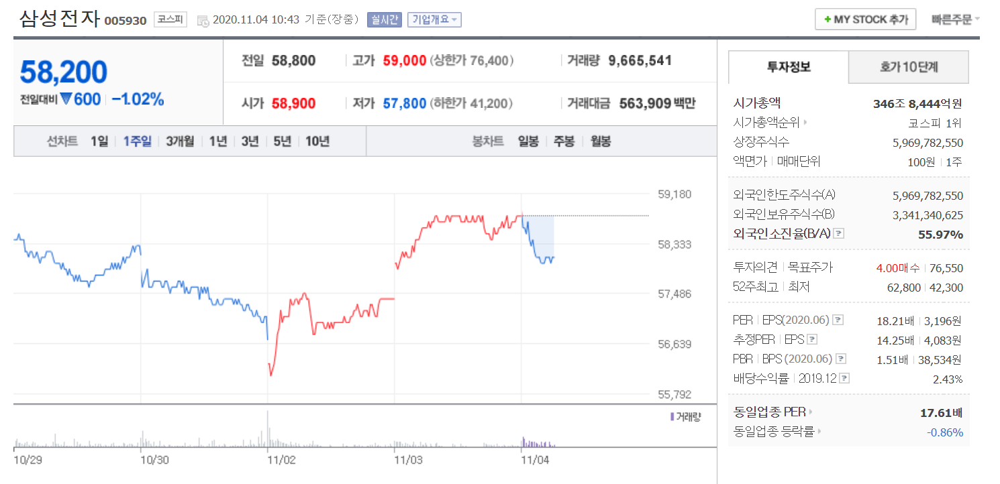 삼성전자 005930 코스피 2020.11.04 10:43 기준(장중) 실시간 기업개요
+ MY STOCK 추가 빠른주문
58,200
전일대비 ▼600 -1.02%
전일 58,800 고가 59,000 (상한가 76,400) 거래량 9,665,541
시가 58,900 저가 57,800 (하한가 41,200) 거래대금 563,909 백만
선차트 1일 1주일 3개월 1년 3년 5년 10년 봉차트 일봉 주봉 월봉
59,180
58,333
57,486
56,639
55,792
거래량
10/29 10/30 11/02 11/03 11/04
투자정보 호가 10단계
시가총액 346조 8,444억원
시가총액순위 코스피 1위
상장주식수 5,969,782,550
액면가 | 매매단위 100원 | 1주
외국인한도주식수(A) 5,969,782,550
외국인보유주식수(B) 3,341,340,625
외국인소진율(B/A) ? 55.97%
투자의견 | 목표주가 4.00매수 | 76,550
52주최고 | 최저 62,800 | 42,300
PER | EPS(2020.06) ? 18.21배 | 3,196원
추정PER | EPS ? 14.25배 | 4,083원
PBR | BPS (2020.06) ? 1.51배 | 38,534원
배당수익률 | 2019.12 ? 2.43%
동일업종 PER 17.61배
동일업종 등락률 -0.86%